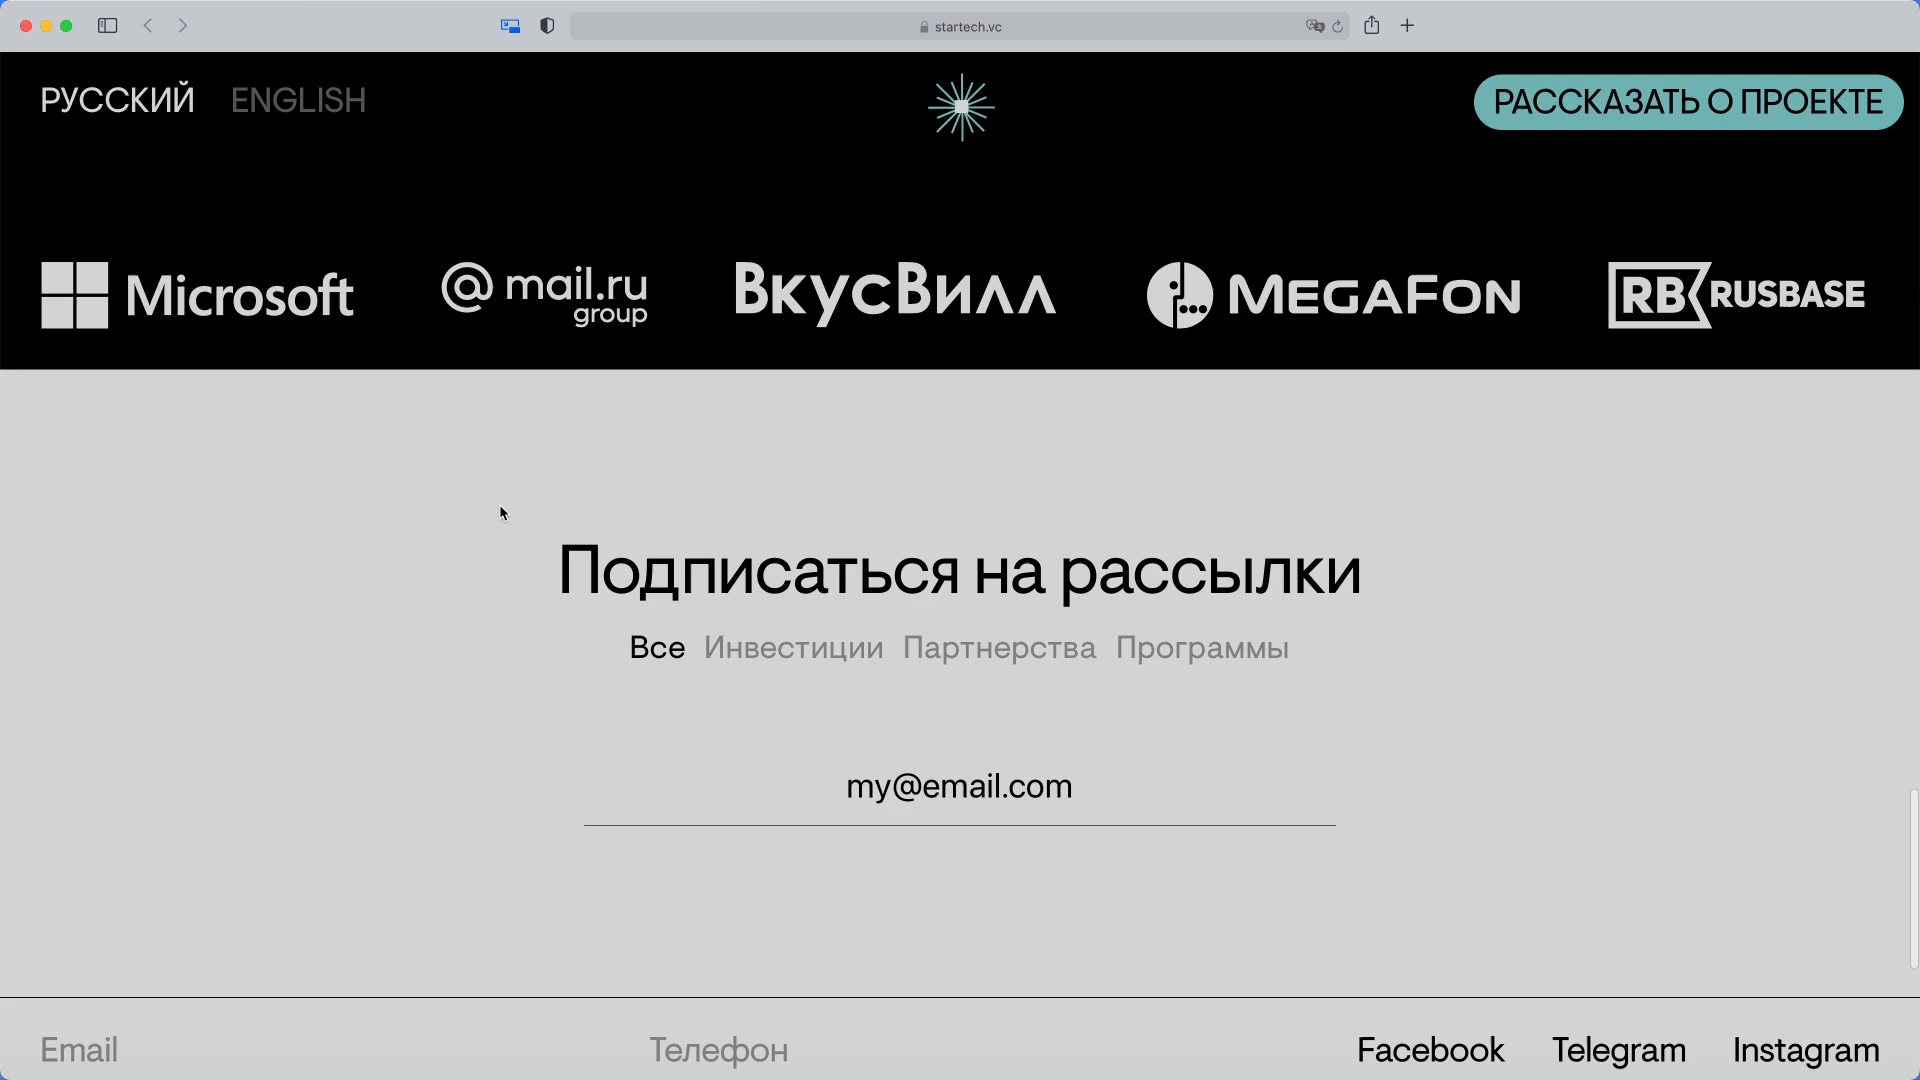 startech.vc
РУССКИЙ ENGLISH
РАССКАЗАТЬ О ПРОЕКТЕ
Microsoft
@mail.ru group
ВкусВилл
MEGAFON
RB RUSBASE
Подписаться на рассылки
Все Инвестиции Партнерства Программы
my@email.com
Email Телефон Facebook Telegram Instagram